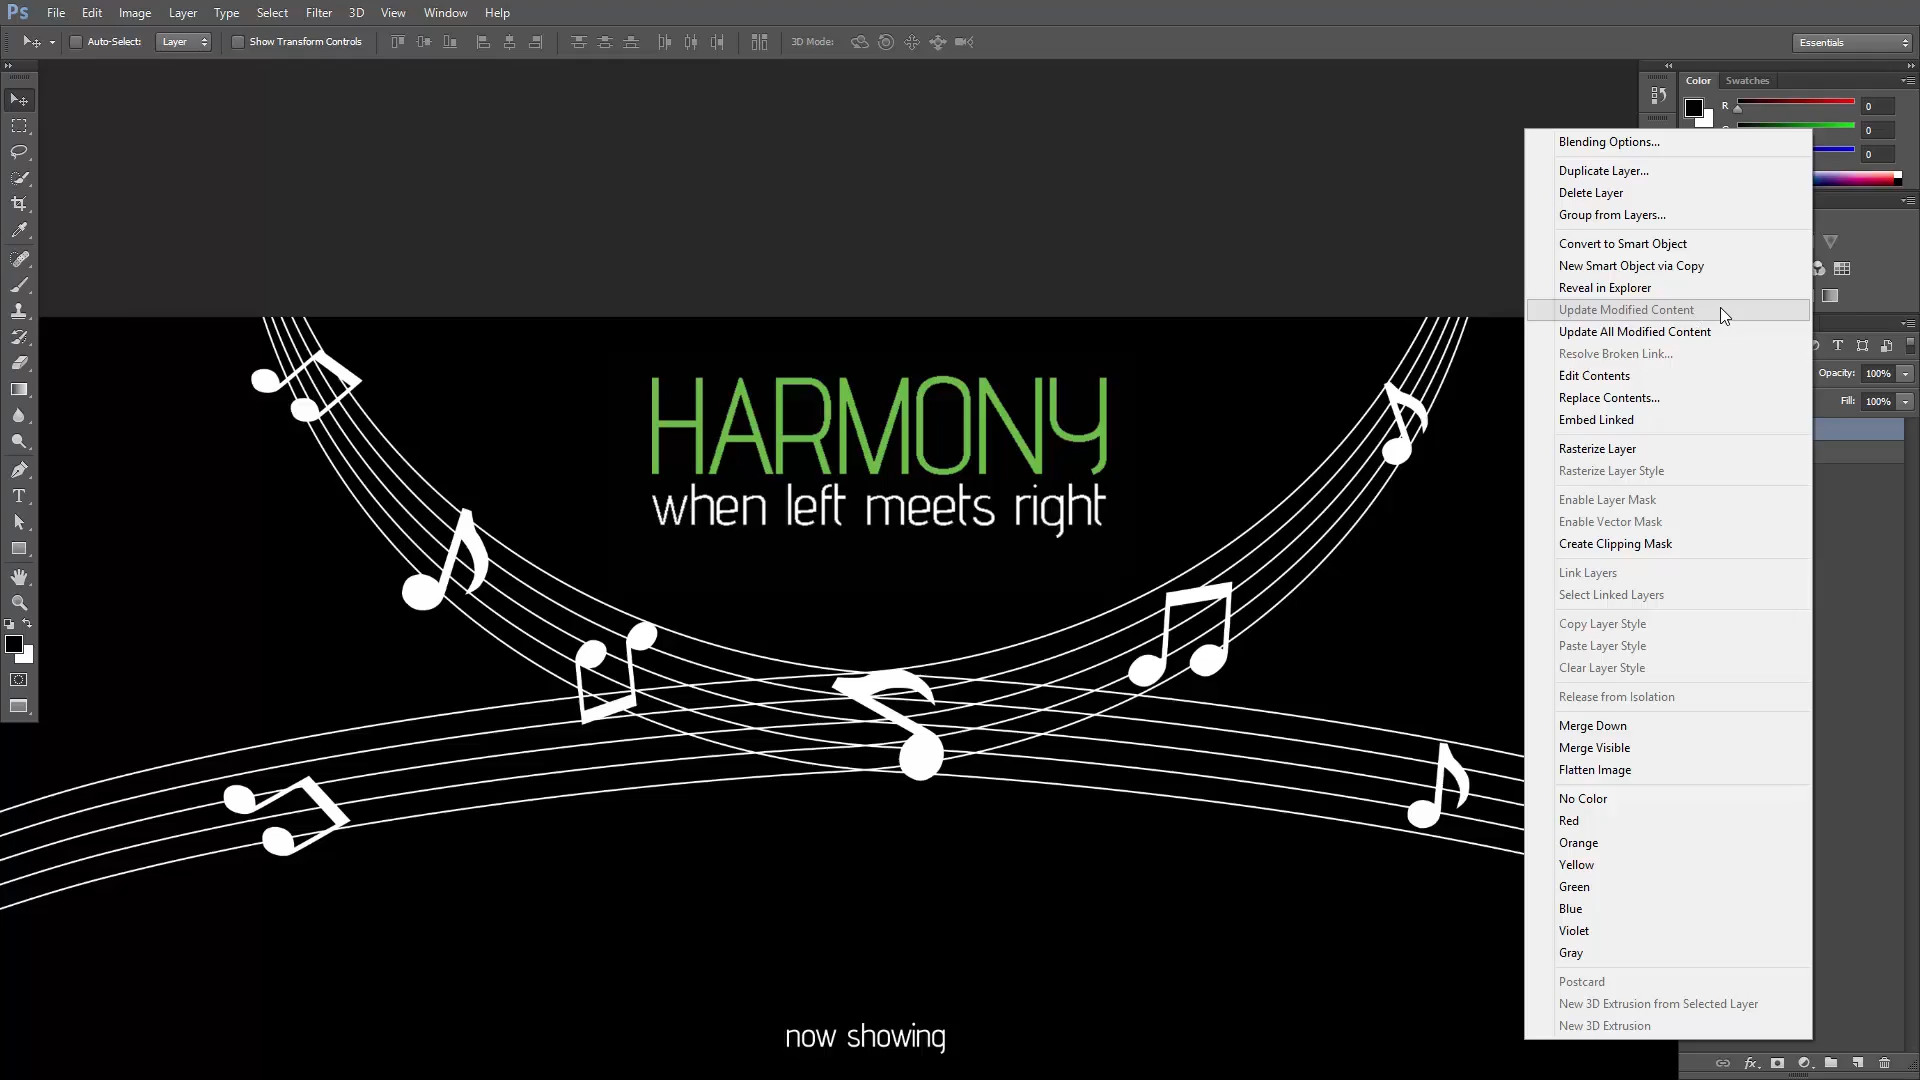 Ps File Edit Image Layer Type Select Filter 3D View Window Help
Auto-Select: Layer Show Transform Controls 3D Mode: Essentials
Color Swatches
R 0
0
0
Blending Options...
Duplicate Layer...
Delete Layer
Group from Layers...
Convert to Smart Object
New Smart Object via Copy
Reveal in Explorer
Update Modified Content
Update All Modified Content
Resolve Broken Link...
Edit Contents
Replace Contents...
Embed Linked
Rasterize Layer
Rasterize Layer Style
Enable Layer Mask
Enable Vector Mask
Create Clipping Mask
Link Layers
Select Linked Layers
Copy Layer Style
Paste Layer Style
Clear Layer Style
Release from Isolation
Merge Down
Merge Visible
Flatten Image
No Color
Red
Orange
Yellow
Green
Blue
Violet
Gray
Postcard
New 3D Extrusion from Selected Layer
New 3D Extrusion
Opacity: 100%
Fill: 100%
HARMONY
when left meets right
now showing